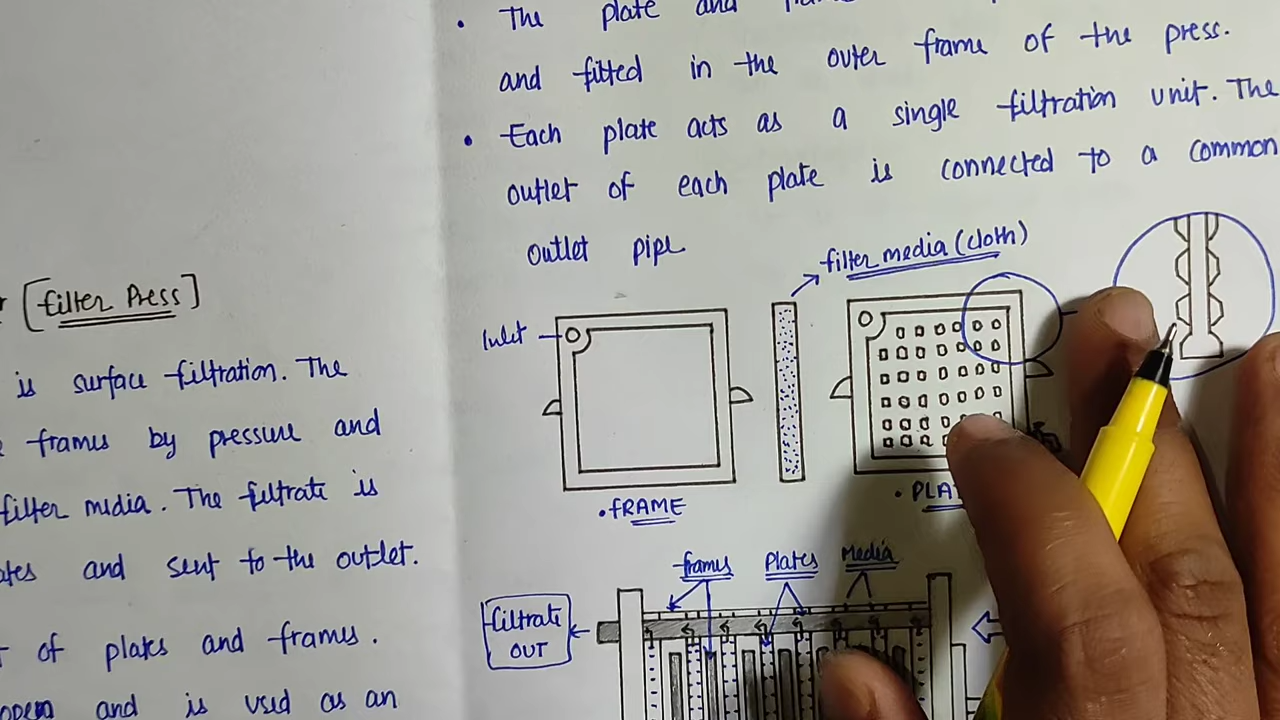 [Filter Press]
is surface filtration. The
frames by pressure and
filter media. The filtrate is
and sent to the outlet.
of plates and frames.
and is used as an
• The plate and
and fitted in the outer frame of the press.
• Each plate acts as a single filtration unit. The
outlet of each plate is connected to a common
outlet pipe
filter media (cloth)
Inlet
• FRAME
• PLA
frames Plates Media
filtrate
OUT